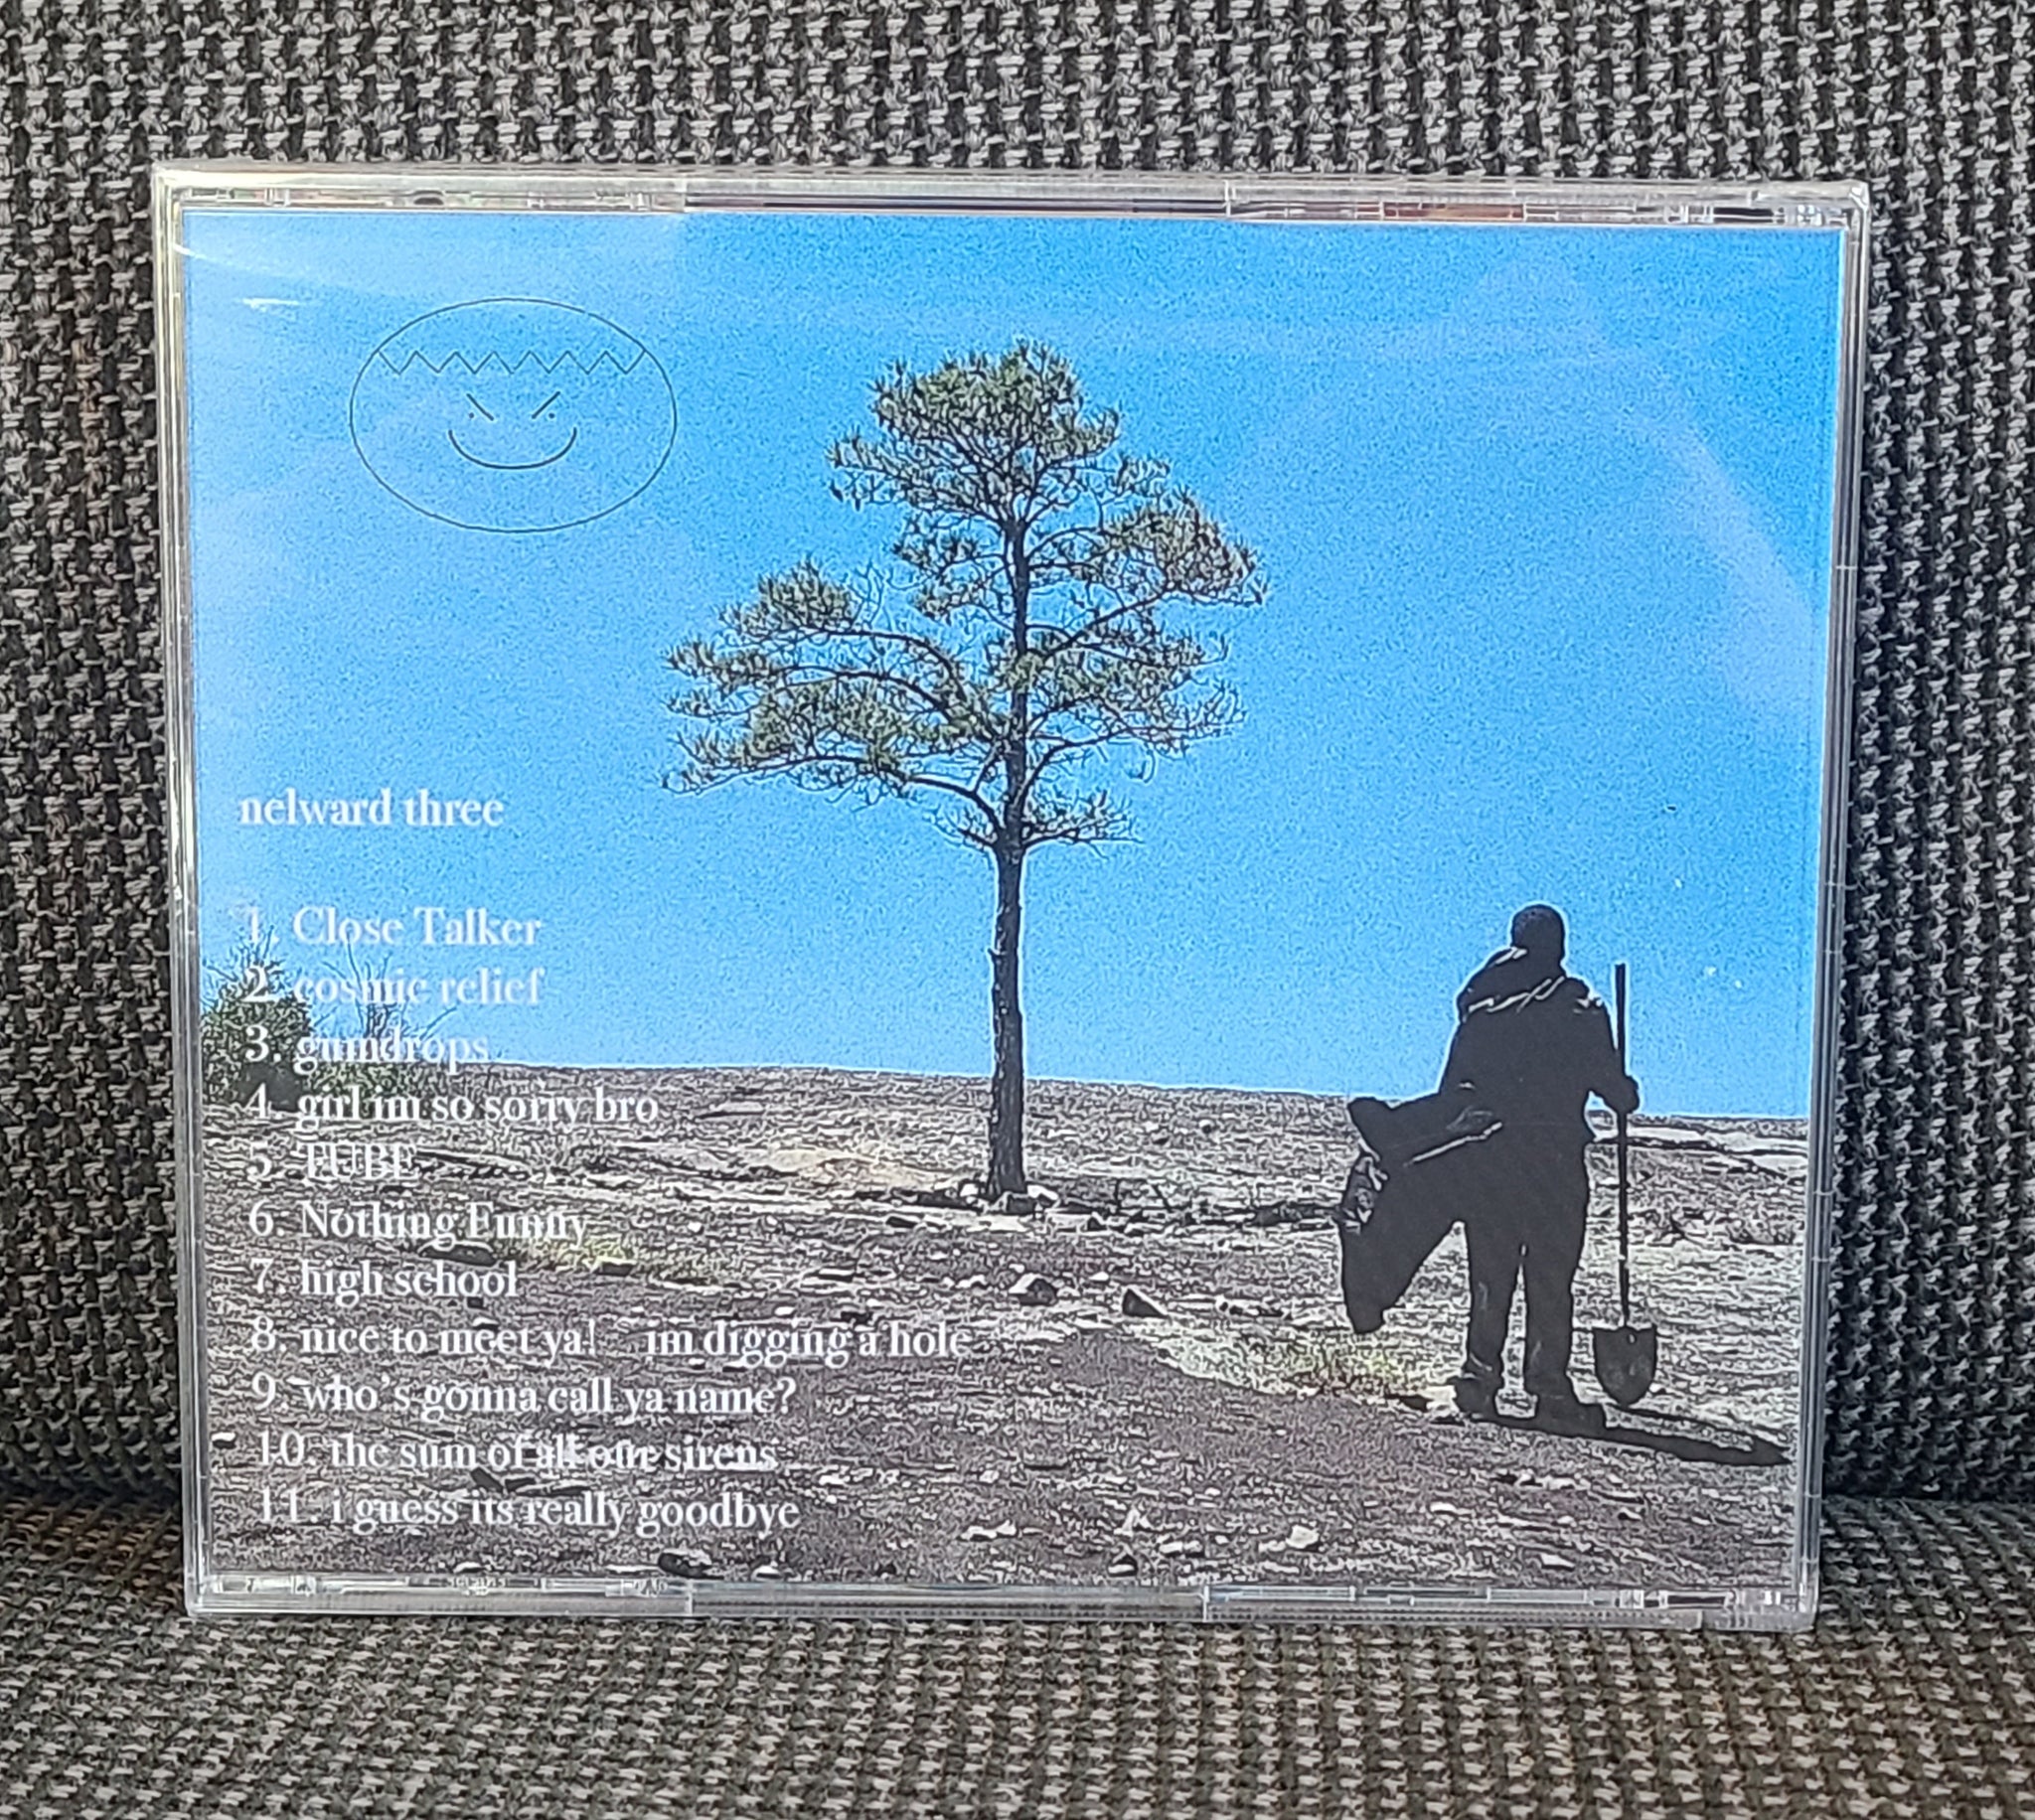 nelward three
1. Close Talker
2. cosmic relief
3. gumdrops
4. girl im so sorry bro
5. TUBE
6. Nothing Funny
7. high school
8. nice to meet ya! im digging a hole
9. who's gonna call ya name?
10. the sum of all our sirens
11. i guess its really goodbye